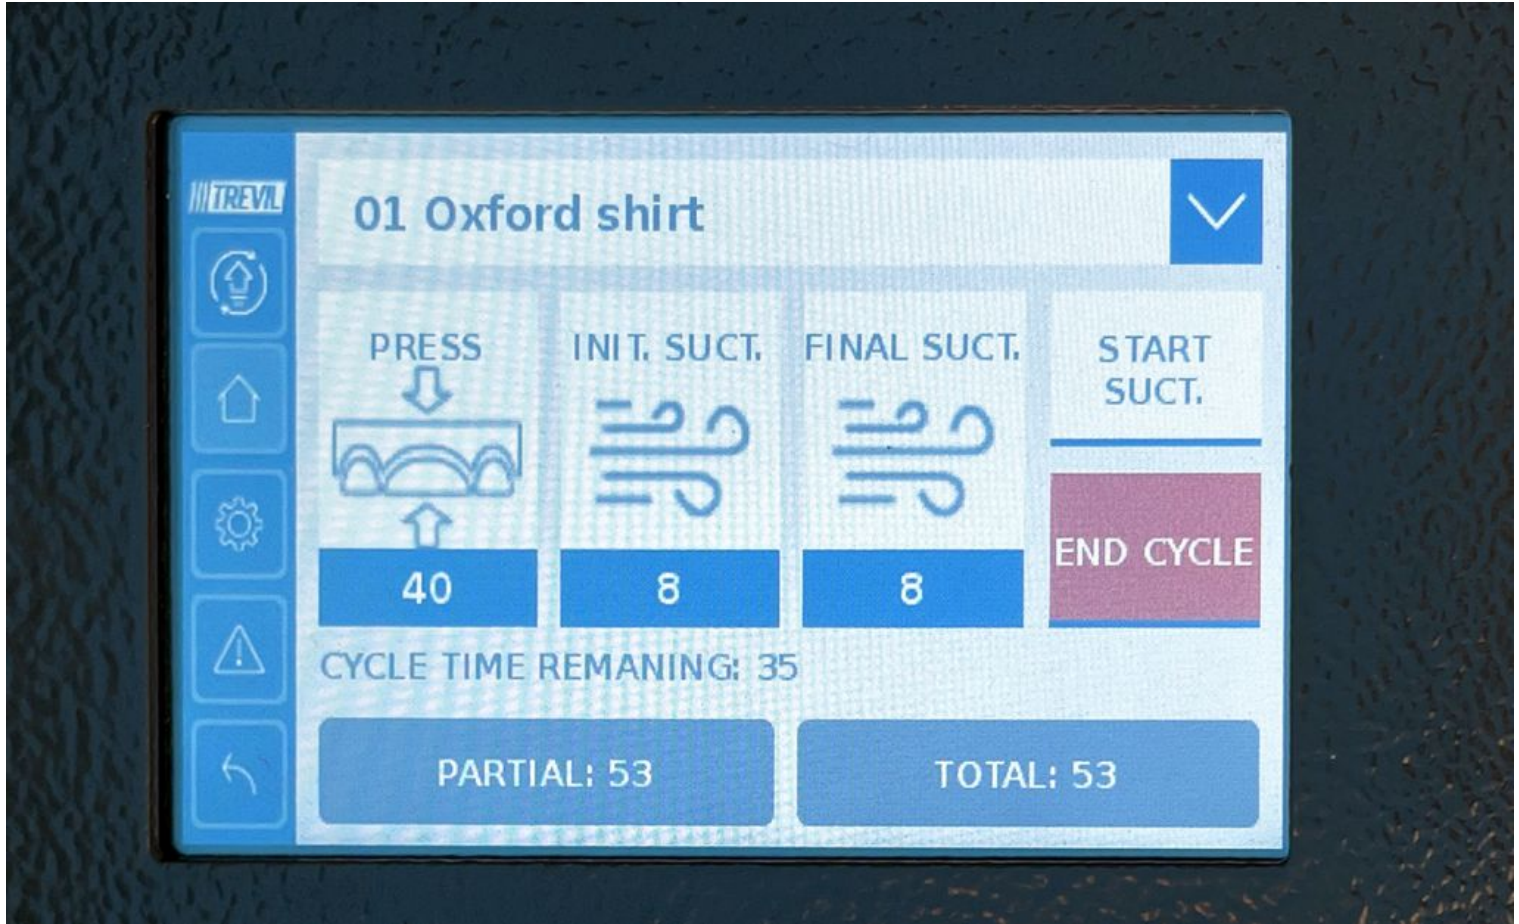 TREVIL
01 Oxford shirt
PRESS
INIT. SUCT.
FINAL SUCT.
START
SUCT.
40
8
8
END CYCLE
CYCLE TIME REMANING: 35
PARTIAL: 53
TOTAL: 53